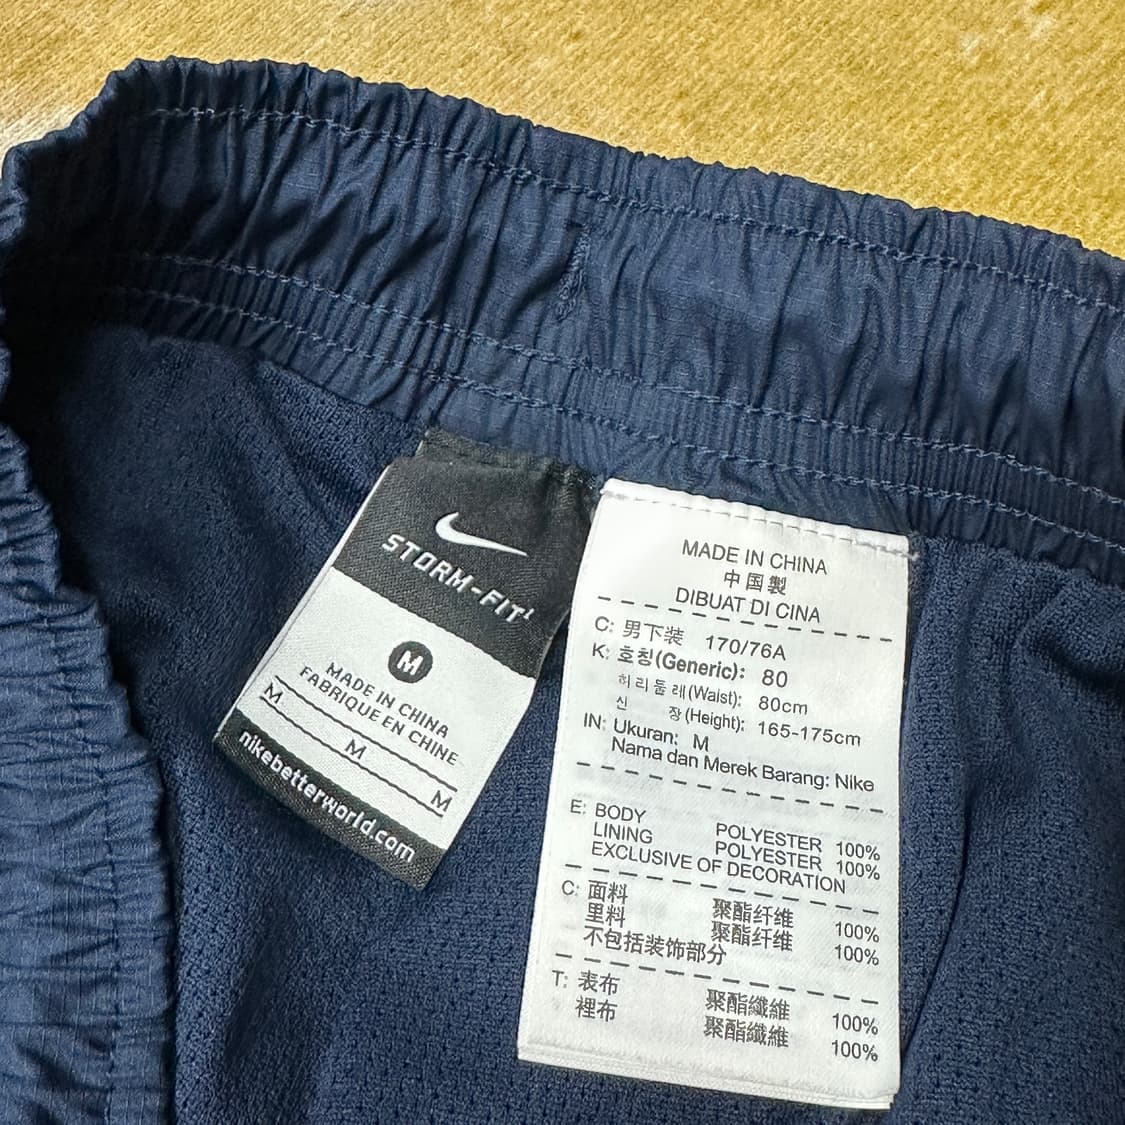 STORM-FIT¹
M
MADE IN CHINA
FABRIQUE EN CHINE
M
M
M
nikebetterworld.com
MADE IN CHINA
中国製
DIBUAT DI CINA
C: 男下装 170/76A
K: 호칭(Generic): 80
허리둘레(Waist): 80cm
신 장(Height): 165-175cm
IN: Ukuran: M
Nama dan Merek Barang: Nike
E: BODY POLYESTER 100%
LINING POLYESTER 100%
EXCLUSIVE OF DECORATION
C: 面料 聚酯纤维 100%
里料 聚酯纤维 100%
不包括装饰部分
T: 表布 聚酯纖維 100%
裡布 聚酯纖維 100%